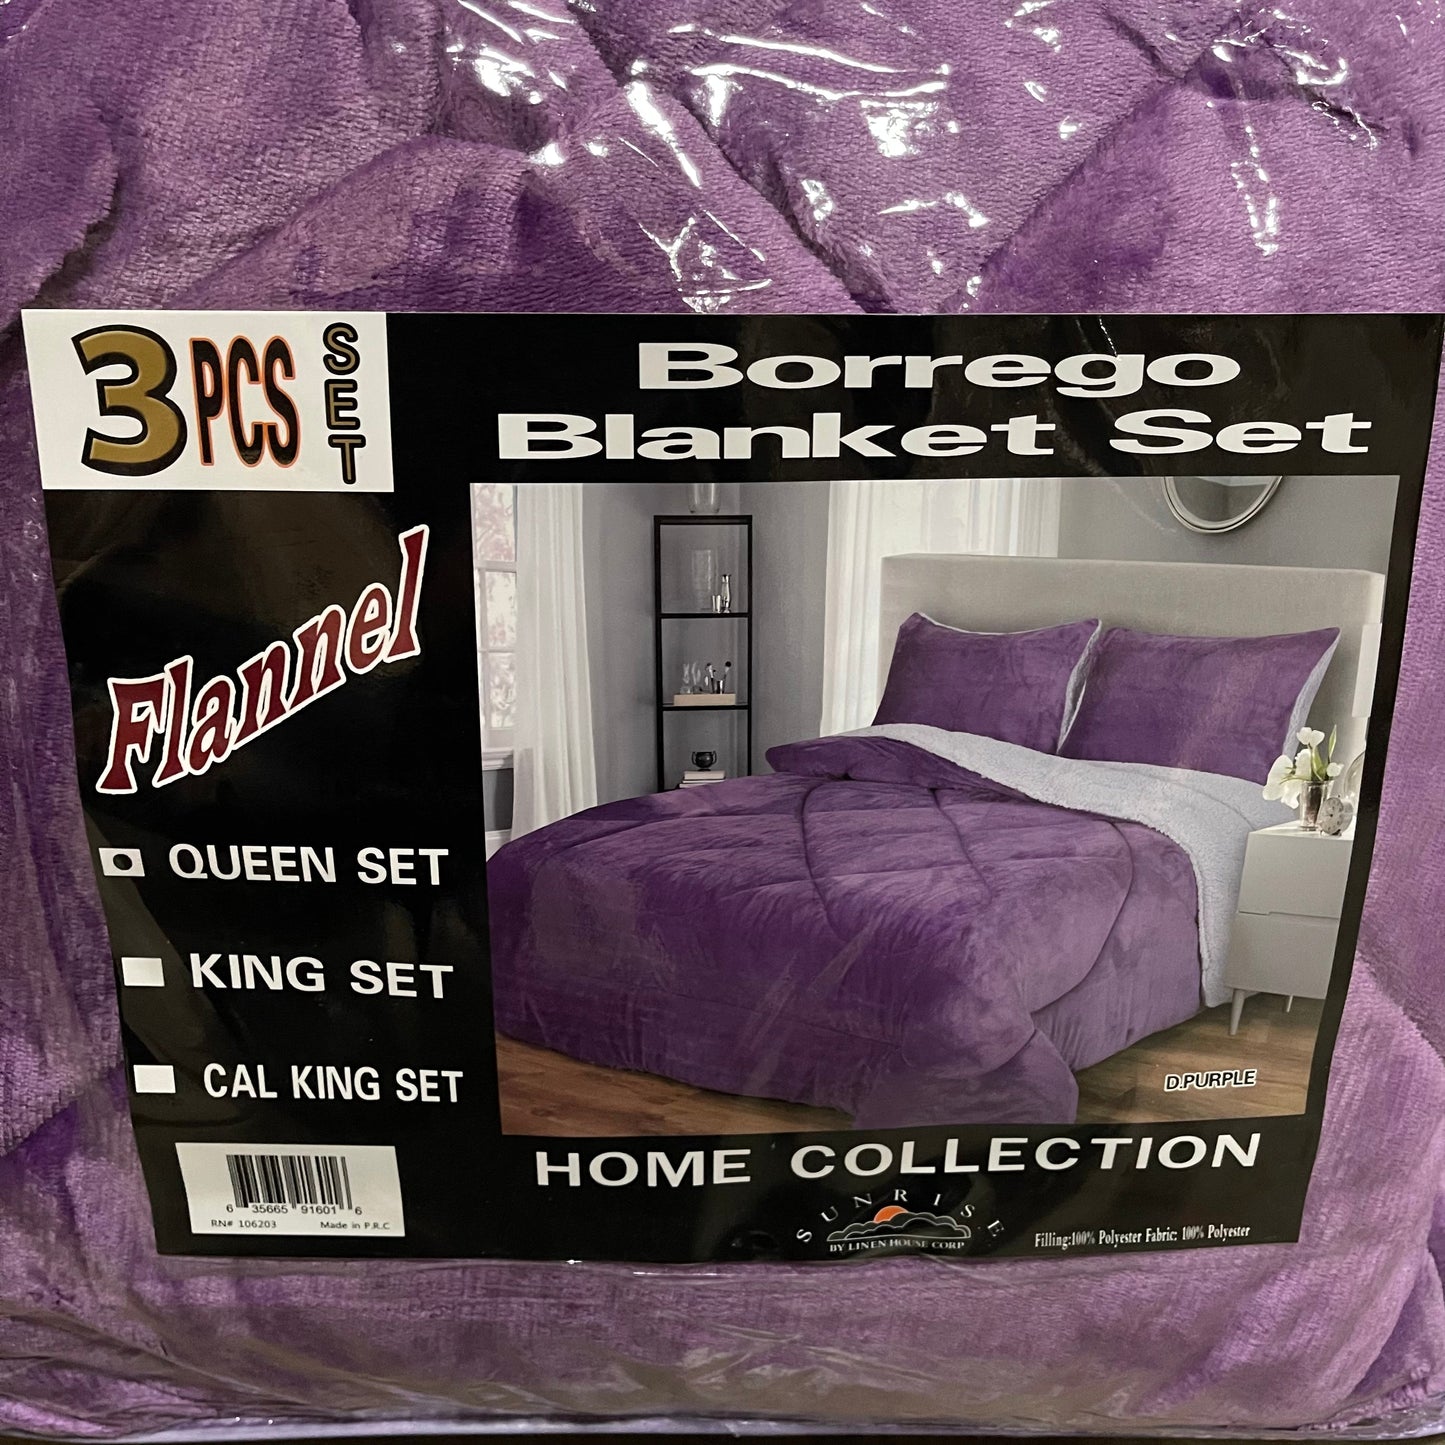 3 PCS SET
Borrego
Blanket Set
Flannel
QUEEN SET
KING SET
CAL KING SET
D.PURPLE
HOME COLLECTION
6 35665 91601 6
RN# 106203 Made in P.R.C
SUNRISE
BY LINEN HOUSE CORP
Filling:100% Polyester Fabric: 100% Polyester